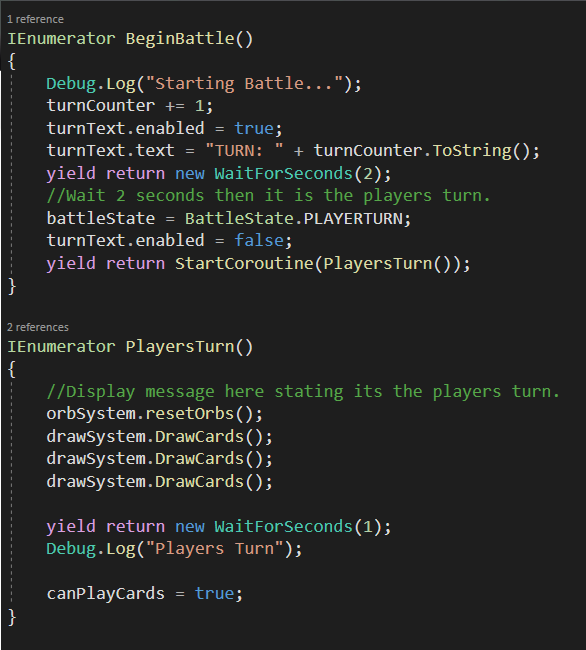 1 reference
IEnumerator BeginBattle()
{
Debug.Log("Starting Battle...");
turnCounter += 1;
turnText.enabled = true;
turnText.text = "TURN: " + turnCounter.ToString();
yield return new WaitForSeconds(2);
//Wait 2 seconds then it is the players turn.
battleState = BattleState.PLAYERTURN;
turnText.enabled = false;
yield return StartCoroutine(PlayersTurn());
}
2 references
IEnumerator PlayersTurn()
{
//Display message here stating its the players turn.
orbSystem.resetOrbs();
drawSystem.DrawCards();
drawSystem.DrawCards();
drawSystem.DrawCards();
yield return new WaitForSeconds(1);
Debug.Log("Players Turn");
canPlayCards = true;
}